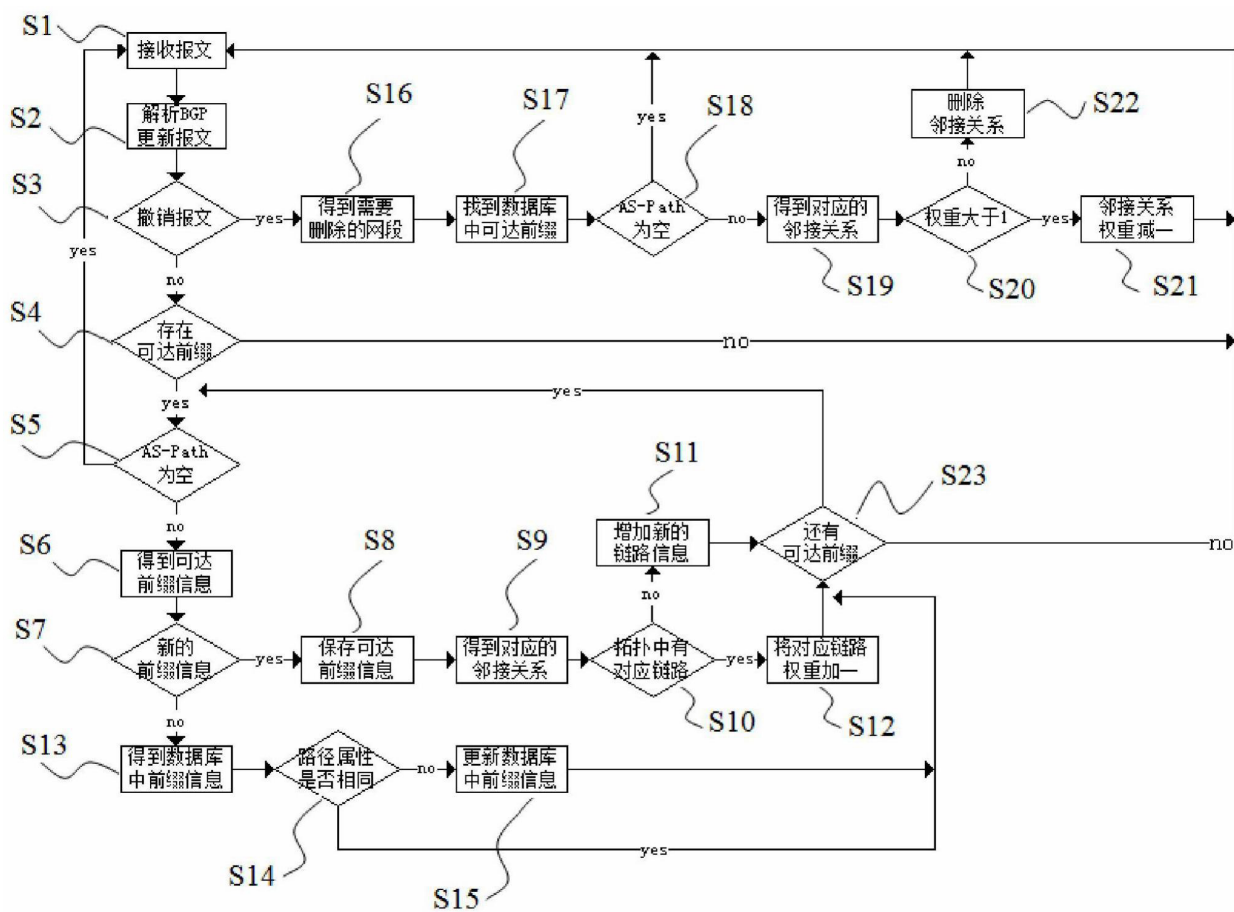 S1
接收报文
S2
解析BGP
更新报文
S16
S17
S18
yes
删除
邻接关系
S22
no
S3
撤销报文
yes
得到需要
删除的网段
找到数据库
中可达前缀
AS-Path
为空
no
得到对应的
邻接关系
权重大于1
yes
邻接关系
权重减一
yes
no
S19
S20
S21
S4
存在
可达前缀
no
yes
yes
S5
AS-Path
为空
S11
S23
no
S6
得到可达
前缀信息
S8
S9
增加新的
链路信息
还有
可达前缀
no
no
S7
新的
前缀信息
yes
保存可达
前缀信息
得到对应的
邻接关系
拓扑中有
对应链路
yes
将对应链路
权重加一
no
S10
S12
S13
得到数据库
中前缀信息
路径属性
是否相同
no
更新数据库
中前缀信息
yes
S14
S15